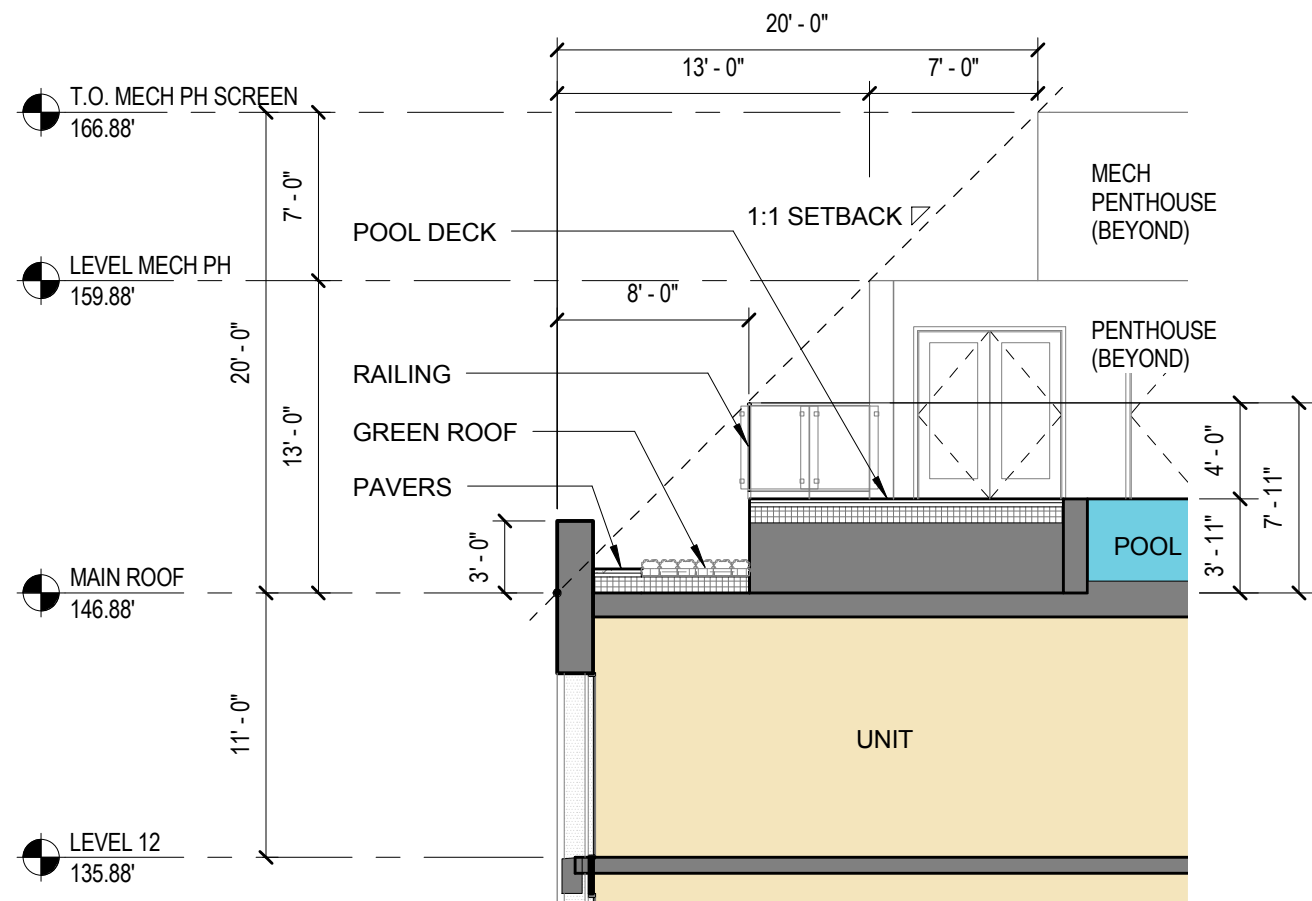 20' - 0"
13' - 0"
7' - 0"
T.O. MECH PH SCREEN
166.88'
7' - 0"
MECH
PENTHOUSE
(BEYOND)
1:1 SETBACK
POOL DECK
LEVEL MECH PH
159.88'
8' - 0"
20' - 0"
PENTHOUSE
(BEYOND)
RAILING
GREEN ROOF
13' - 0"
4' - 0"
7' - 11"
PAVERS
3' - 0"
POOL
3' - 11"
MAIN ROOF
146.88'
11' - 0"
UNIT
LEVEL 12
135.88'